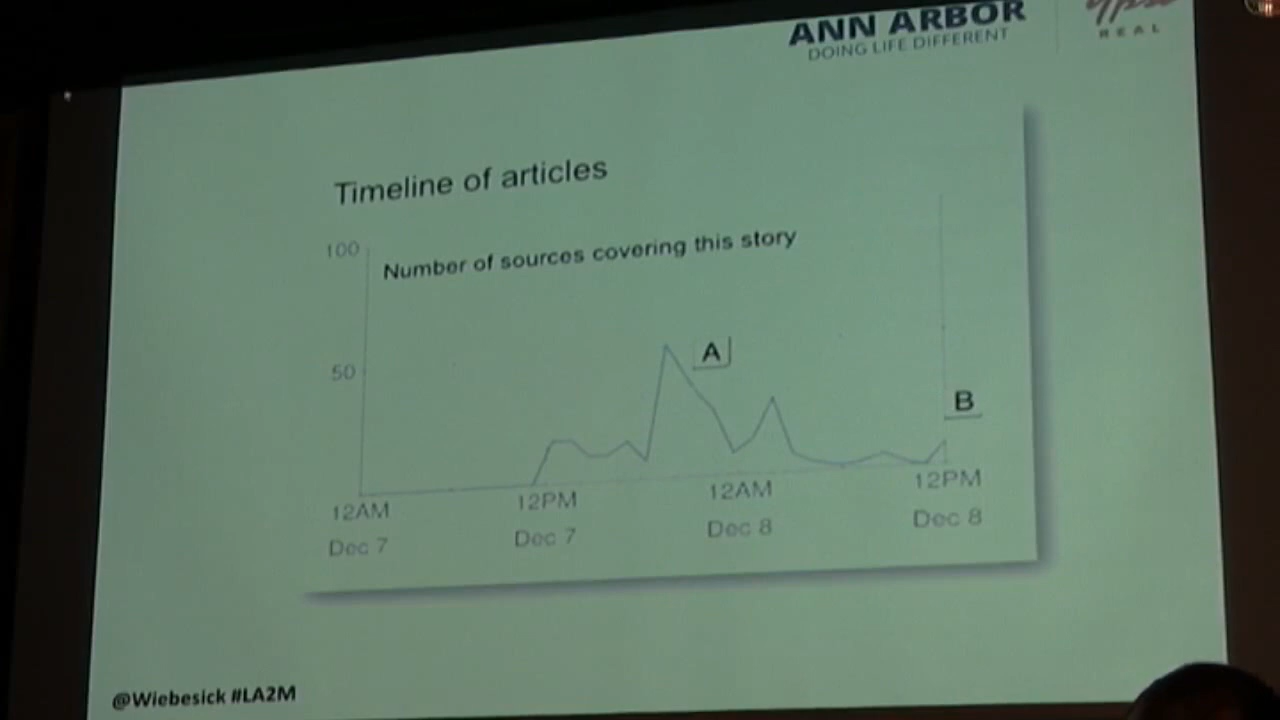 ANN ARBOR
DOING LIFE DIFFERENT
REAL
Timeline of articles
100
Number of sources covering this story
50
A
B
12AM
12PM
12AM
12PM
Dec 7
Dec 7
Dec 8
Dec 8
@Wiebesick #LA2M